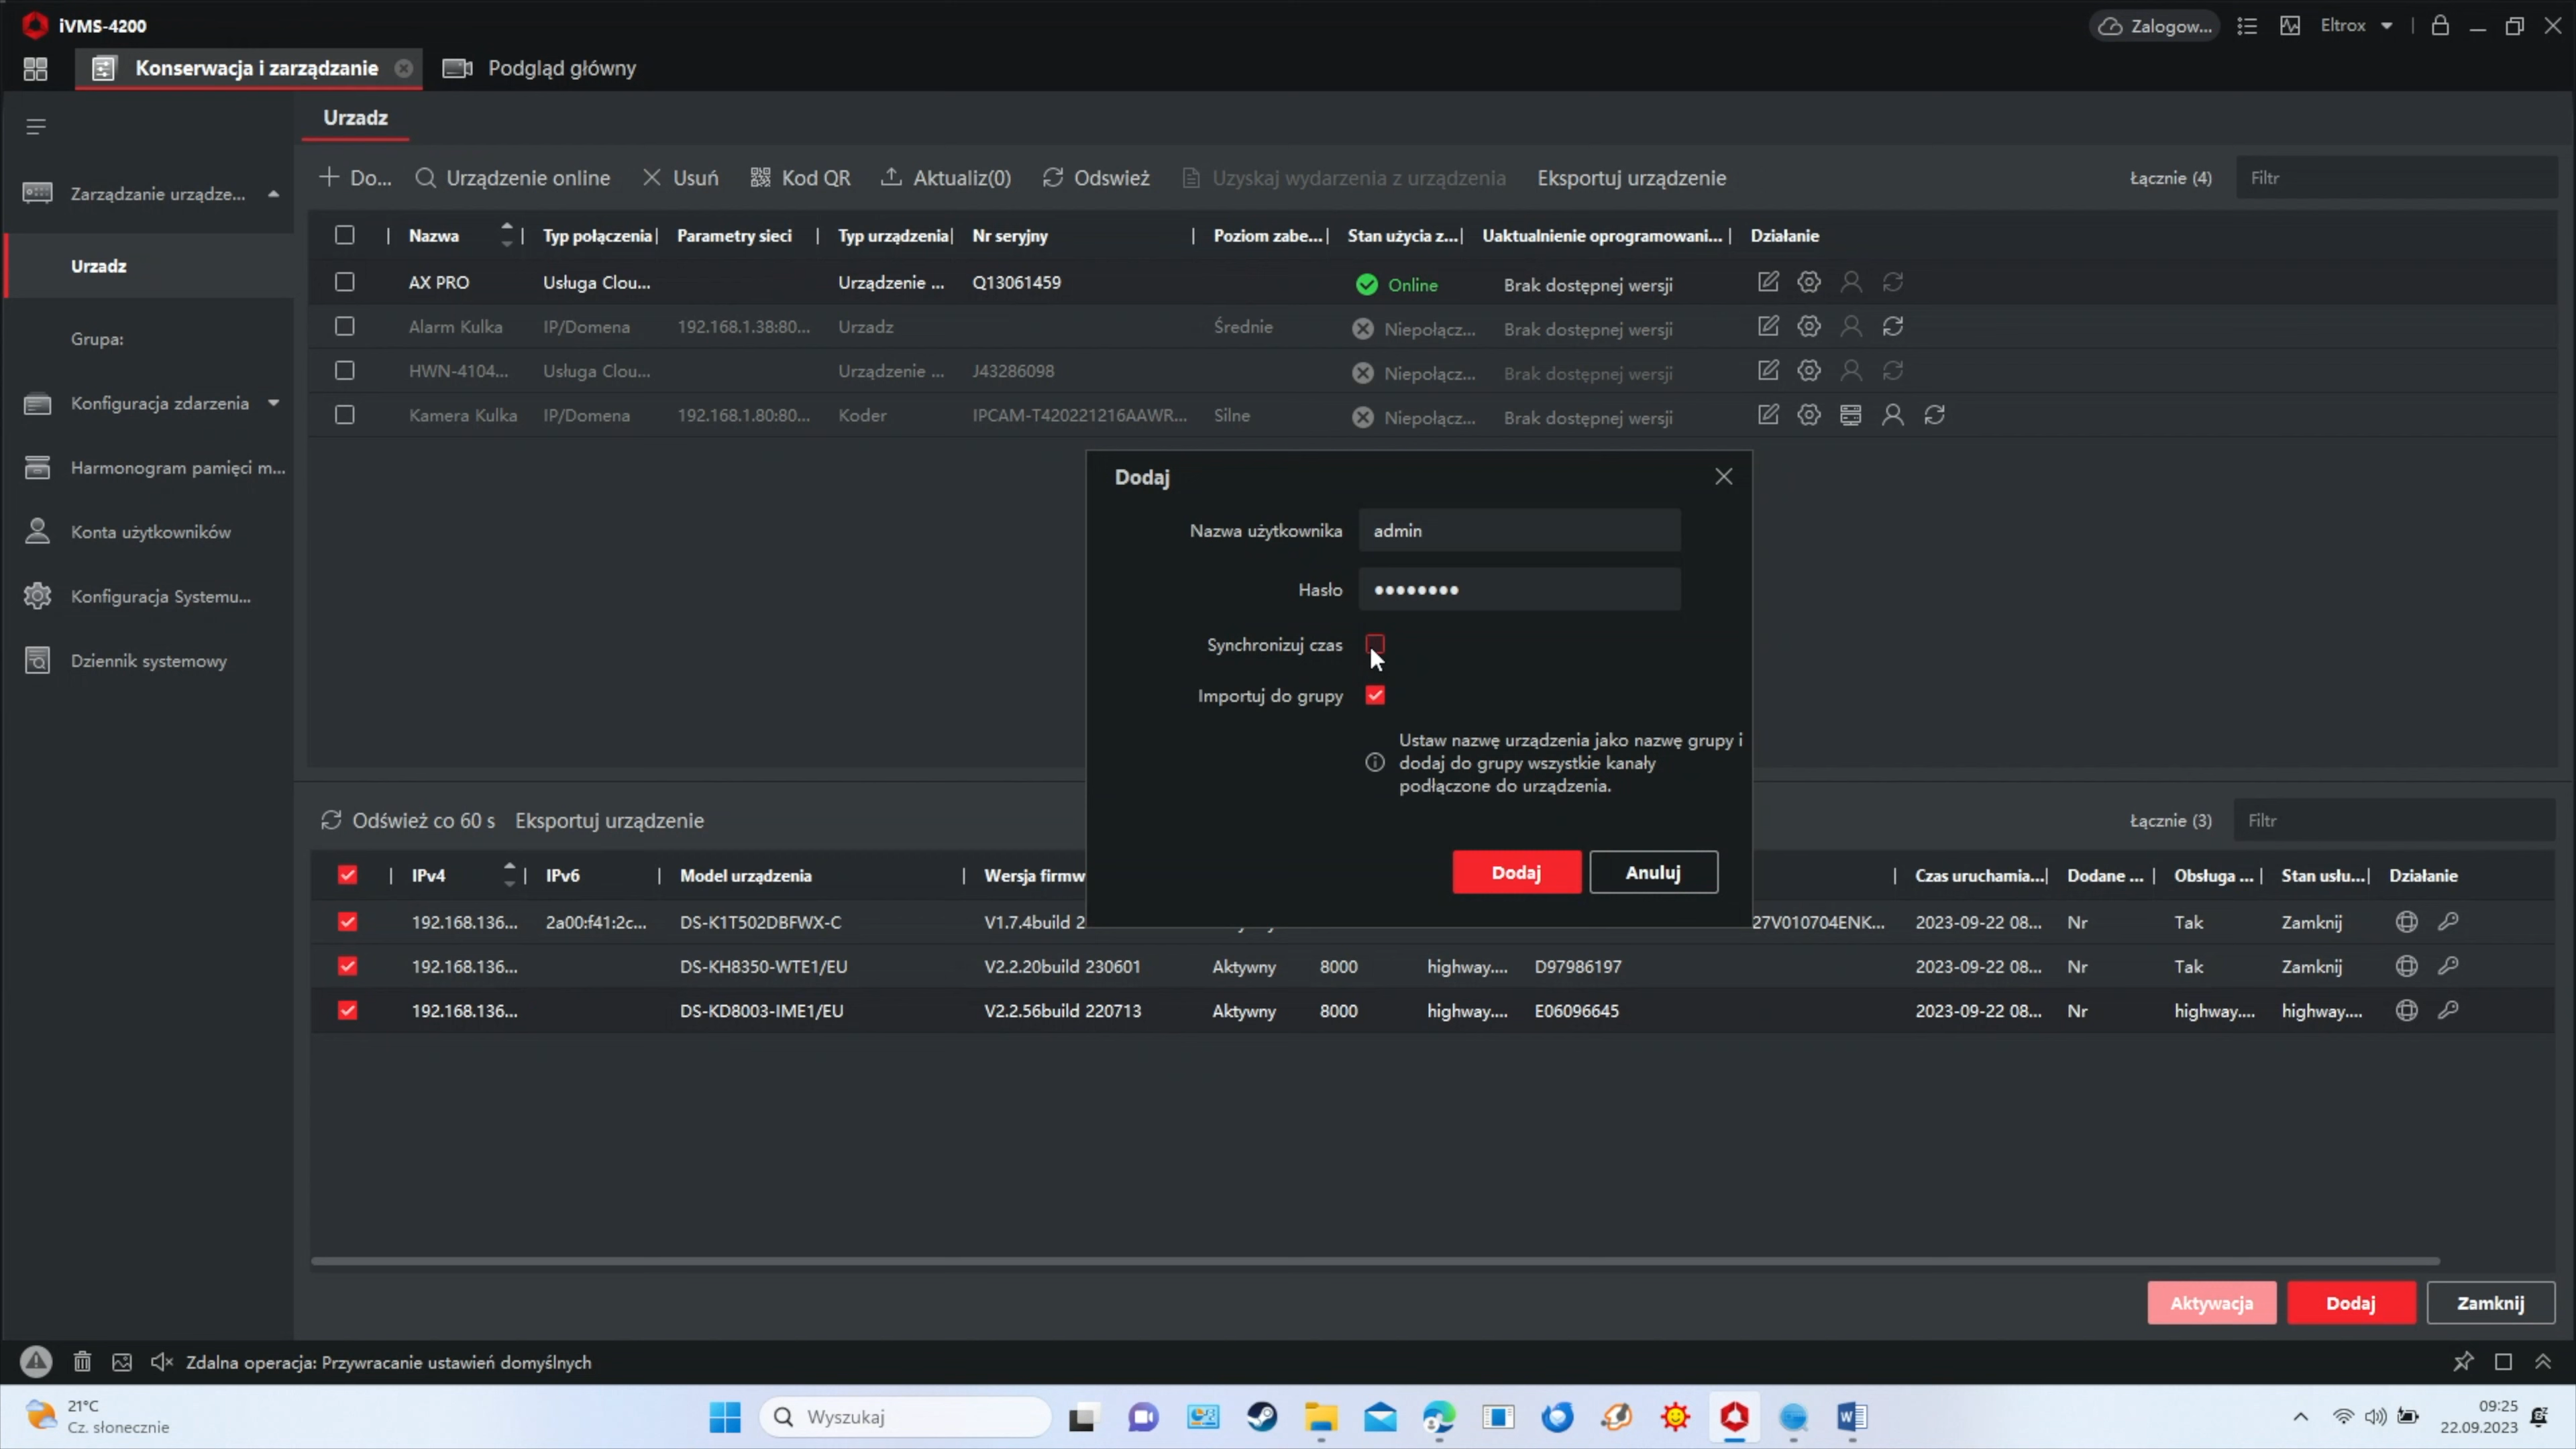 iVMS-4200
Zalogow...
Eltrox
Konserwacja i zarządzanie
Podgląd główny
Urzadz
Do...
Urządzenie online
Usuń
Kod QR
Aktualiz(0)
Odswież
Uzyskaj wydarzenia z urządzenia
Eksportuj urządzenie
Łącznie (4)
Filtr
Zarządzanie urządze...
Urzadz
Grupa:
Konfiguracja zdarzenia
Harmonogram pamięci m...
Konta użytkowników
Konfiguracja Systemu...
Dziennik systemowy
Nazwa | Typ połączenia | Parametry sieci | Typ urządzenia | Nr seryjny | Poziom zabe... | Stan użycia z... | Uaktualnienie oprogramowani... | Działanie
AX PRO Usługa Clou... Urządzenie ... Q13061459 Online Brak dostępnej wersji
Alarm Kulka IP/Domena 192.168.1.38:80... Urzadz Średnie Niepołącz... Brak dostępnej wersji
HWN-4104... Usługa Clou... Urządzenie ... J43286098 Niepołącz... Brak dostępnej wersji
Kamera Kulka IP/Domena 192.168.1.80:80... Koder IPCAM-T420221216AAWR... Silne Niepołącz... Brak dostępnej wersji
Dodaj
Nazwa użytkownika admin
Hasło ••••••••
Synchronizuj czas
Importuj do grupy
Ustaw nazwę urządzenia jako nazwę grupy i
dodaj do grupy wszystkie kanały
podłączone do urządzenia.
Dodaj Anuluj
Odśwież co 60 s Eksportuj urządzenie
Łącznie (3)
Filtr
IPv4 | IPv6 | Model urządzenia | Wersja firmw | Czas uruchamia... | Dodane ... | Obsługa ... | Stan usłu... | Działanie
192.168.136... 2a00:f41:2c... DS-K1T502DBFWX-C V1.7.4build 2 27V010704ENK... 2023-09-22 08... Nr Tak Zamknij
192.168.136... DS-KH8350-WTE1/EU V2.2.20build 230601 Aktywny 8000 highway.... D97986197 2023-09-22 08... Nr Tak Zamknij
192.168.136... DS-KD8003-IME1/EU V2.2.56build 220713 Aktywny 8000 highway.... E06096645 2023-09-22 08... Nr highway.... highway....
Aktywacja Dodaj Zamknij
Zdalna operacja: Przywracanie ustawień domyślnych
21°C
Cz. słonecznie
Wyszukaj
09:25
22.09.2023